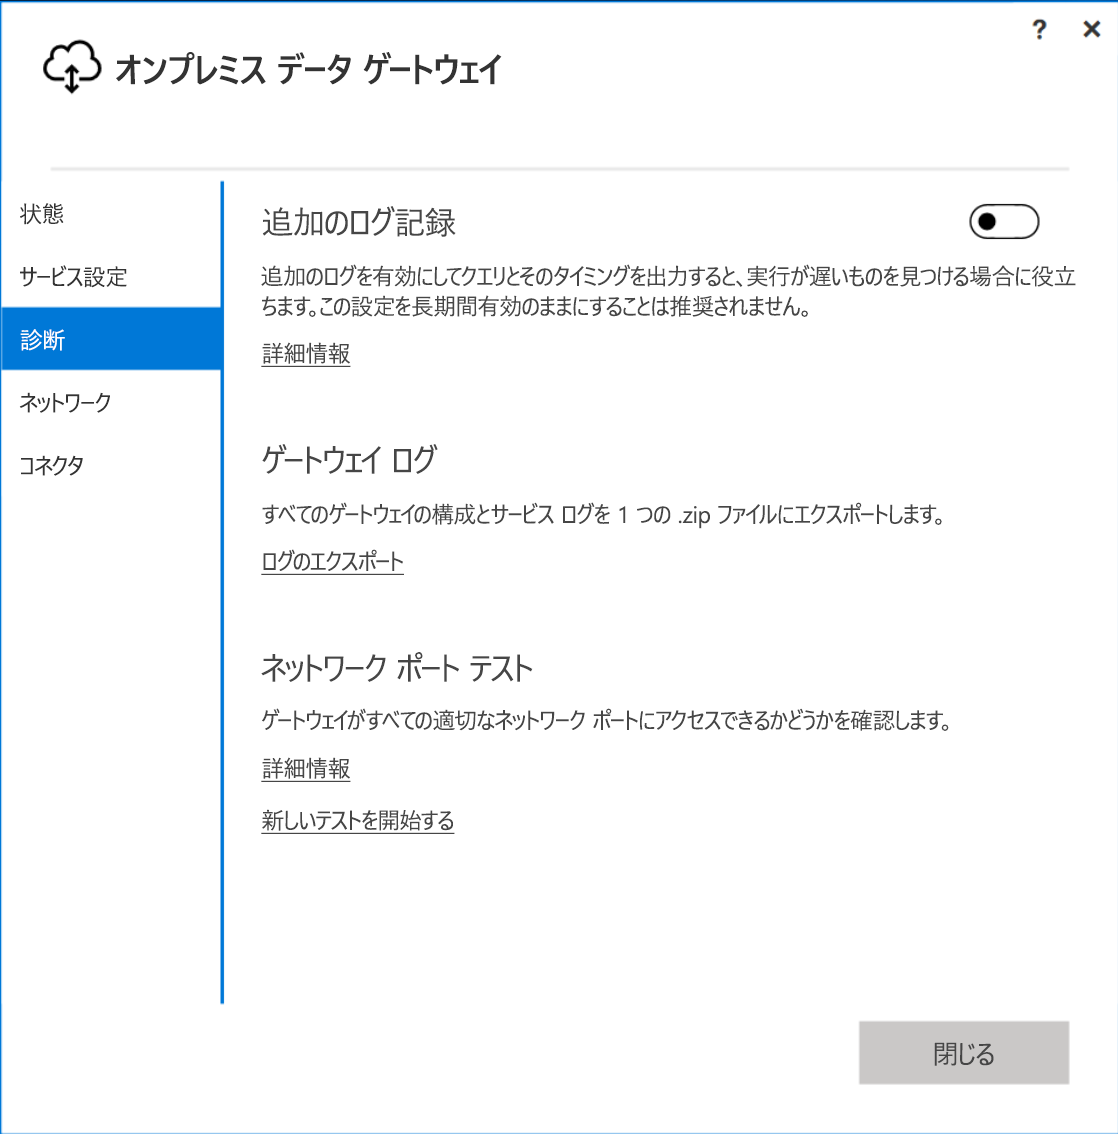 ?
オンプレミス データ ゲートウェイ
状態
サービス設定
診断
ネットワーク
コネクタ
追加のログ記録
追加のログを有効にしてクエリとそのタイミングを出力すると、実行が遅いものを見つける場合に役立
ちます。この設定を長期間有効のままにすることは推奨されません。
詳細情報
ゲートウェイ ログ
すべてのゲートウェイの構成とサービス ログを 1 つの .zip ファイルにエクスポートします。
ログのエクスポート
ネットワーク ポート テスト
ゲートウェイがすべての適切なネットワーク ポートにアクセスできるかどうかを確認します。
詳細情報
新しいテストを開始する
閉じる